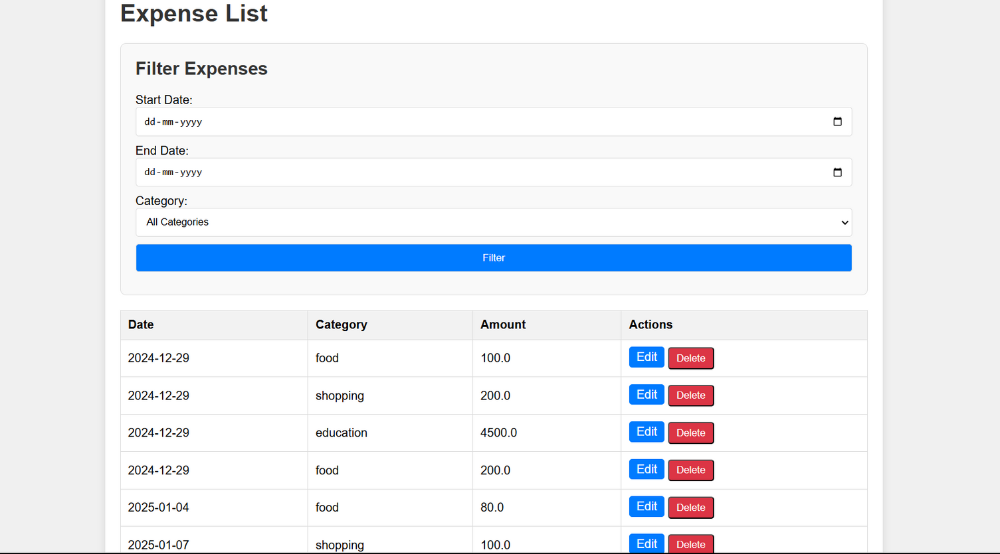 Expense List
Filter Expenses
Start Date:
dd-mm-yyyy
End Date:
dd-mm-yyyy
Category:
All Categories
Filter
Date Category Amount Actions
2024-12-29 food 100.0 Edit Delete
2024-12-29 shopping 200.0 Edit Delete
2024-12-29 education 4500.0 Edit Delete
2024-12-29 food 200.0 Edit Delete
2025-01-04 food 80.0 Edit Delete
2025-01-07 shopping 100.0 Edit Delete